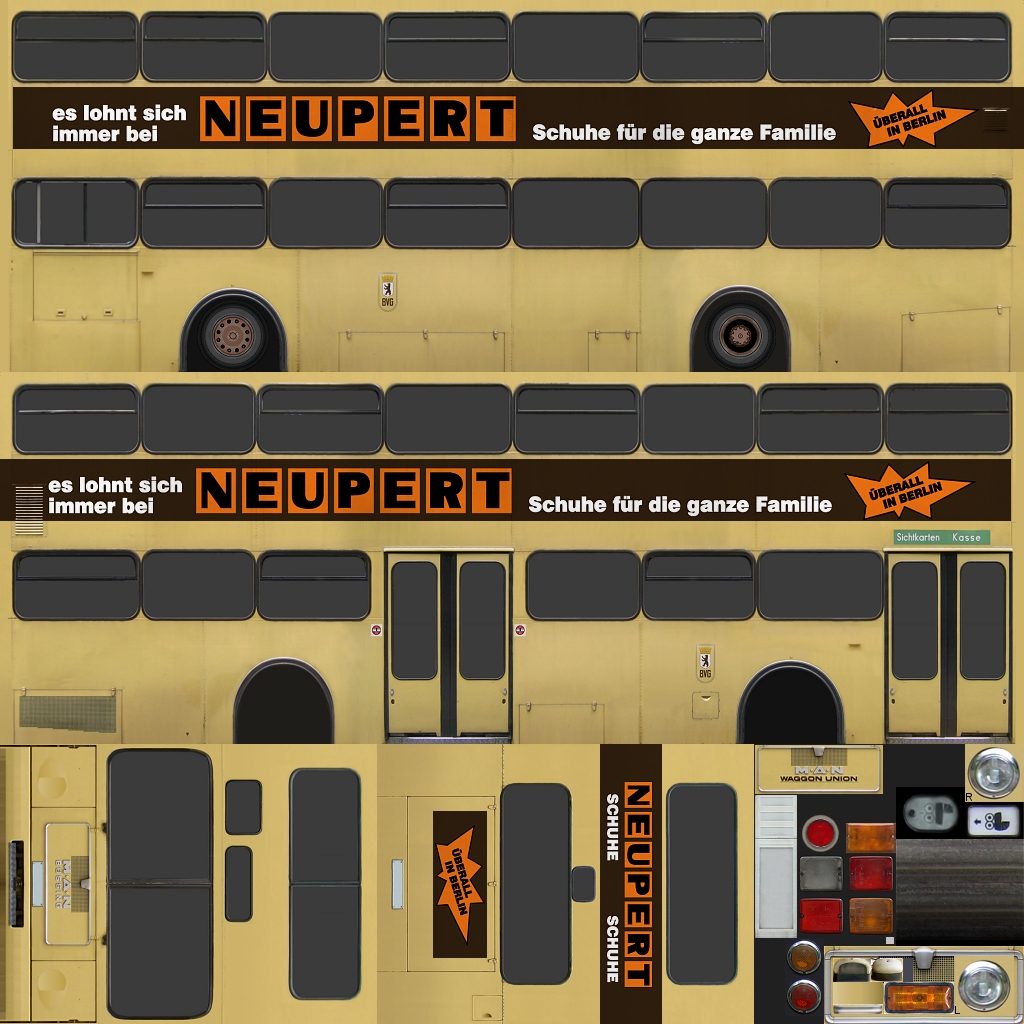 es lohnt sich
immer bei
NEUPERT
Schuhe für die ganze Familie
ÜBERALL
IN BERLIN
BVG
es lohnt sich
immer bei
NEUPERT
Schuhe für die ganze Familie
ÜBERALL
IN BERLIN
Sichtkarten Kasse
BVG
M·A·N
BÜSSING
ÜBERALL
IN BERLIN
SCHUHE
NEUPERT
SCHUHE
M·A·N
WAGGON UNION
R
L